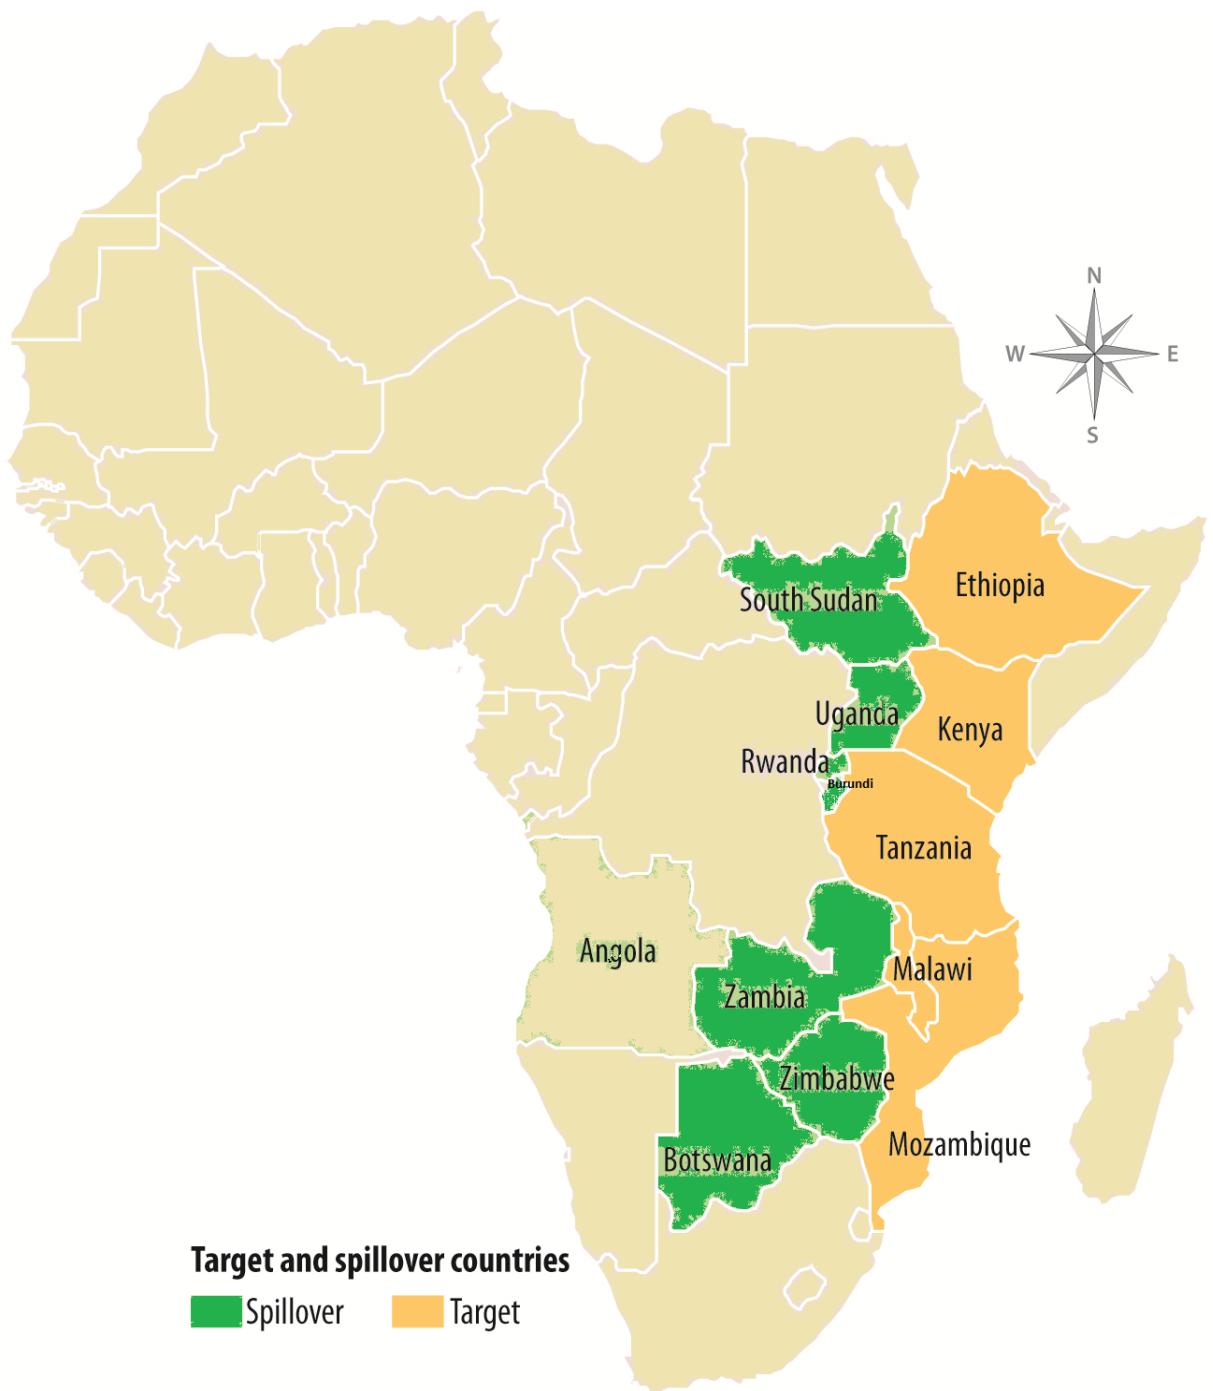 N
W
E
S
Ethiopia
South Sudan
Uganda
Kenya
Rwanda
Burundi
Tanzania
Angola
Malawi
Zambia
Zimbabwe
Mozambique
Botswana
Target and spillover countries
Spillover
Target